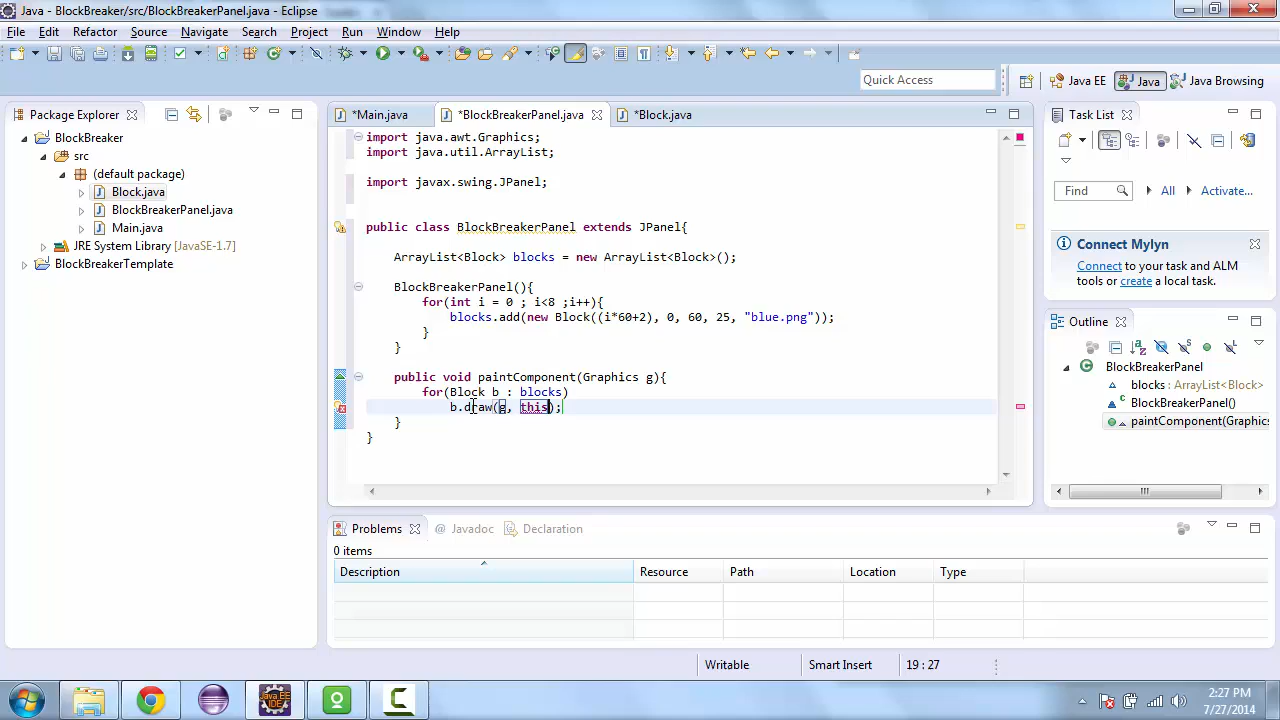 Java - BlockBreaker/src/BlockBreakerPanel.java - Eclipse
File Edit Refactor Source Navigate Search Project Run Window Help
Quick Access
Java EE
Java
Java Browsing
Package Explorer
BlockBreaker
src
(default package)
Block.java
BlockBreakerPanel.java
Main.java
JRE System Library [JavaSE-1.7]
BlockBreakerTemplate
*Main.java
*BlockBreakerPanel.java
*Block.java
import java.awt.Graphics;
import java.util.ArrayList;
import javax.swing.JPanel;
public class BlockBreakerPanel extends JPanel{
ArrayList<Block> blocks = new ArrayList<Block>();
BlockBreakerPanel(){
for(int i = 0 ; i<8 ;i++){
blocks.add(new Block((i*60+2), 0, 60, 25, "blue.png"));
}
}
public void paintComponent(Graphics g){
for(Block b : blocks)
b.draw(g, this);
}
}
Task List
Find
All
Activate...
Connect Mylyn
Connect to your task and ALM
tools or create a local task.
Outline
BlockBreakerPanel
blocks : ArrayList<Block>
BlockBreakerPanel()
paintComponent(Graphics
Problems
@ Javadoc
Declaration
0 items
Description Resource Path Location Type
Writable
Smart Insert
19 : 27
Java EE
IDE
2:27 PM
7/27/2014